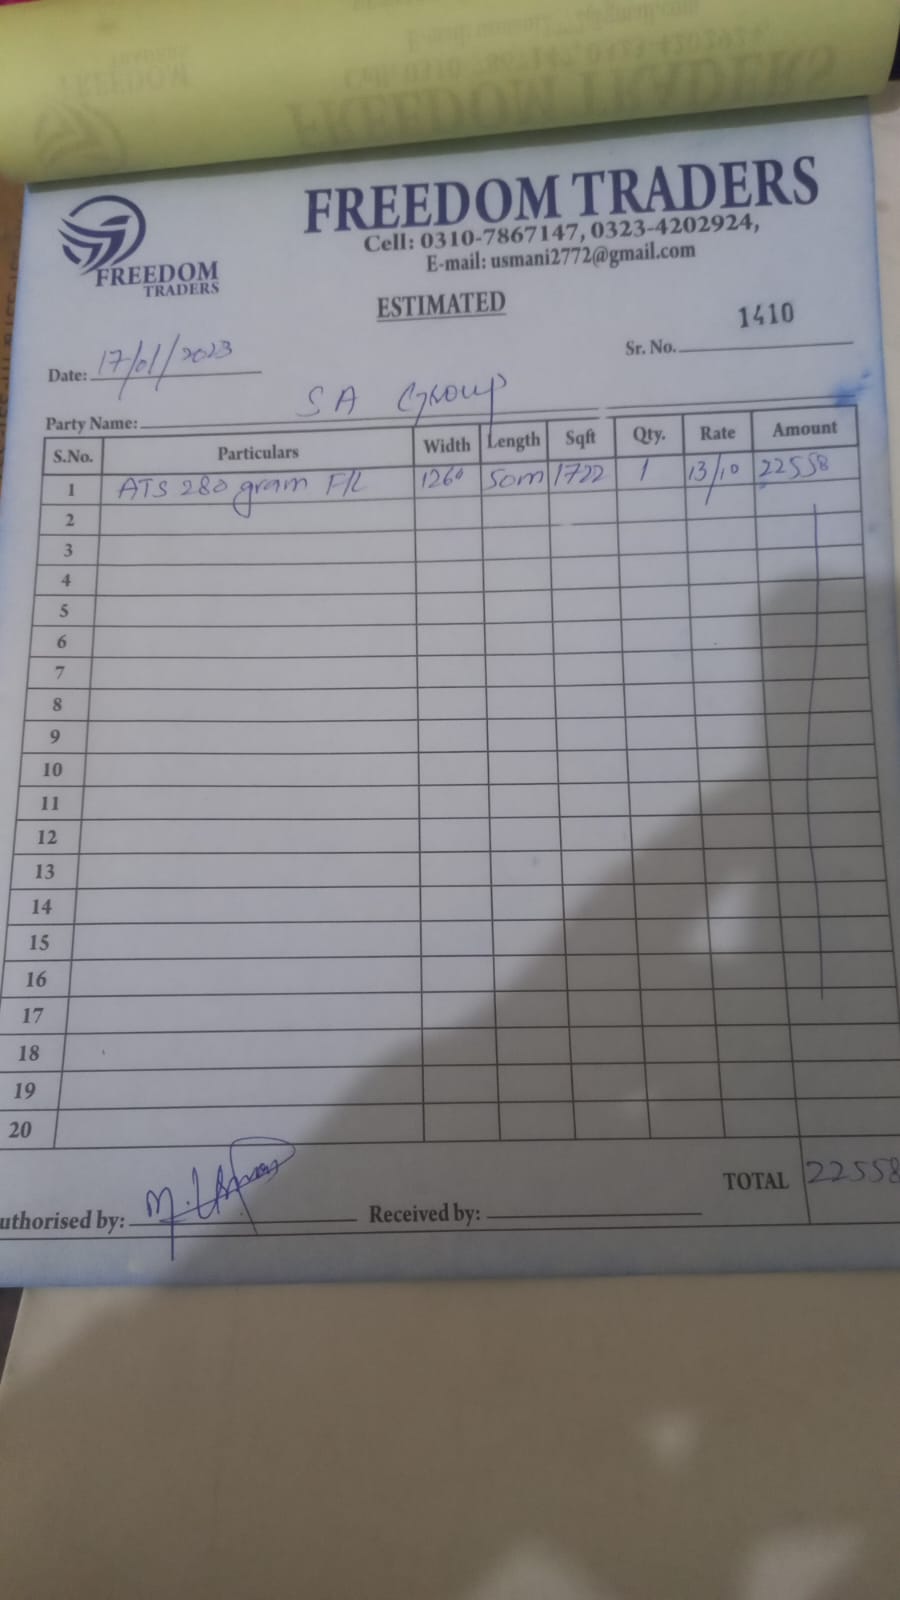 FREEDOM TRADERS
FREEDOM
TRADERS
Cell: 0310-7867147, 0323-4202924,
E-mail: usmani2772@gmail.com
ESTIMATED
Date: 17/01/2023
Sr. No. 1410
Party Name: SA Group
S.No. Particulars Width Length Sqft Qty. Rate Amount
1 ATS 280 gram F/L 1260 50m 1722 1 13/10 22558
2
3
4
5
6
7
8
9
10
11
12
13
14
15
16
17
18
19
20
TOTAL 22558
uthorised by: M. Usman Received by: